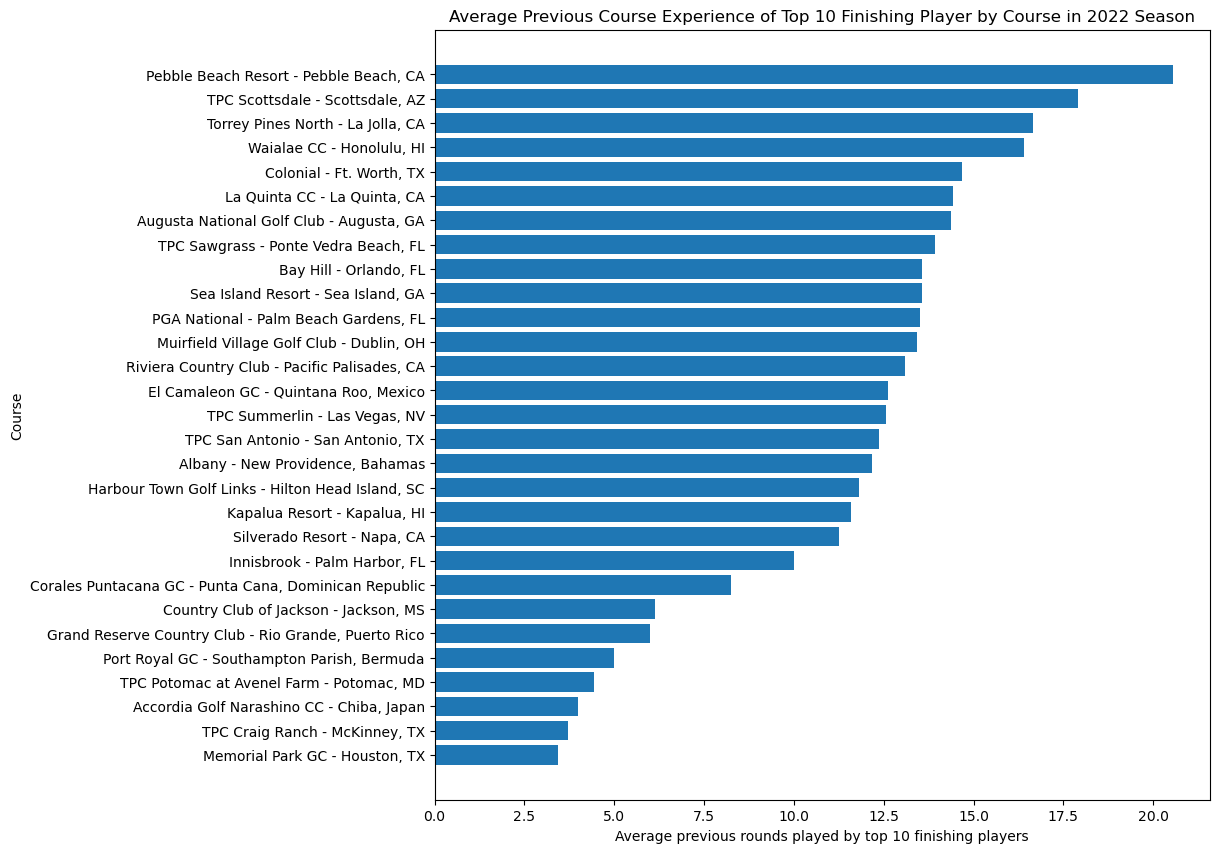 Average Previous Course Experience of Top 10 Finishing Player by Course in 2022 Season
Course
Pebble Beach Resort - Pebble Beach, CA
TPC Scottsdale - Scottsdale, AZ
Torrey Pines North - La Jolla, CA
Waialae CC - Honolulu, HI
Colonial - Ft. Worth, TX
La Quinta CC - La Quinta, CA
Augusta National Golf Club - Augusta, GA
TPC Sawgrass - Ponte Vedra Beach, FL
Bay Hill - Orlando, FL
Sea Island Resort - Sea Island, GA
PGA National - Palm Beach Gardens, FL
Muirfield Village Golf Club - Dublin, OH
Riviera Country Club - Pacific Palisades, CA
El Camaleon GC - Quintana Roo, Mexico
TPC Summerlin - Las Vegas, NV
TPC San Antonio - San Antonio, TX
Albany - New Providence, Bahamas
Harbour Town Golf Links - Hilton Head Island, SC
Kapalua Resort - Kapalua, HI
Silverado Resort - Napa, CA
Innisbrook - Palm Harbor, FL
Corales Puntacana GC - Punta Cana, Dominican Republic
Country Club of Jackson - Jackson, MS
Grand Reserve Country Club - Rio Grande, Puerto Rico
Port Royal GC - Southampton Parish, Bermuda
TPC Potomac at Avenel Farm - Potomac, MD
Accordia Golf Narashino CC - Chiba, Japan
TPC Craig Ranch - McKinney, TX
Memorial Park GC - Houston, TX
0.0 2.5 5.0 7.5 10.0 12.5 15.0 17.5 20.0
Average previous rounds played by top 10 finishing players